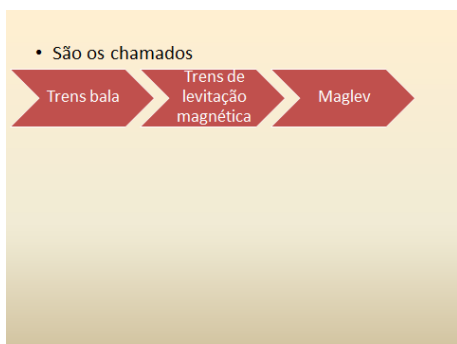 • São os chamados
Trens bala
Trens de
levitação
magnética
Maglev